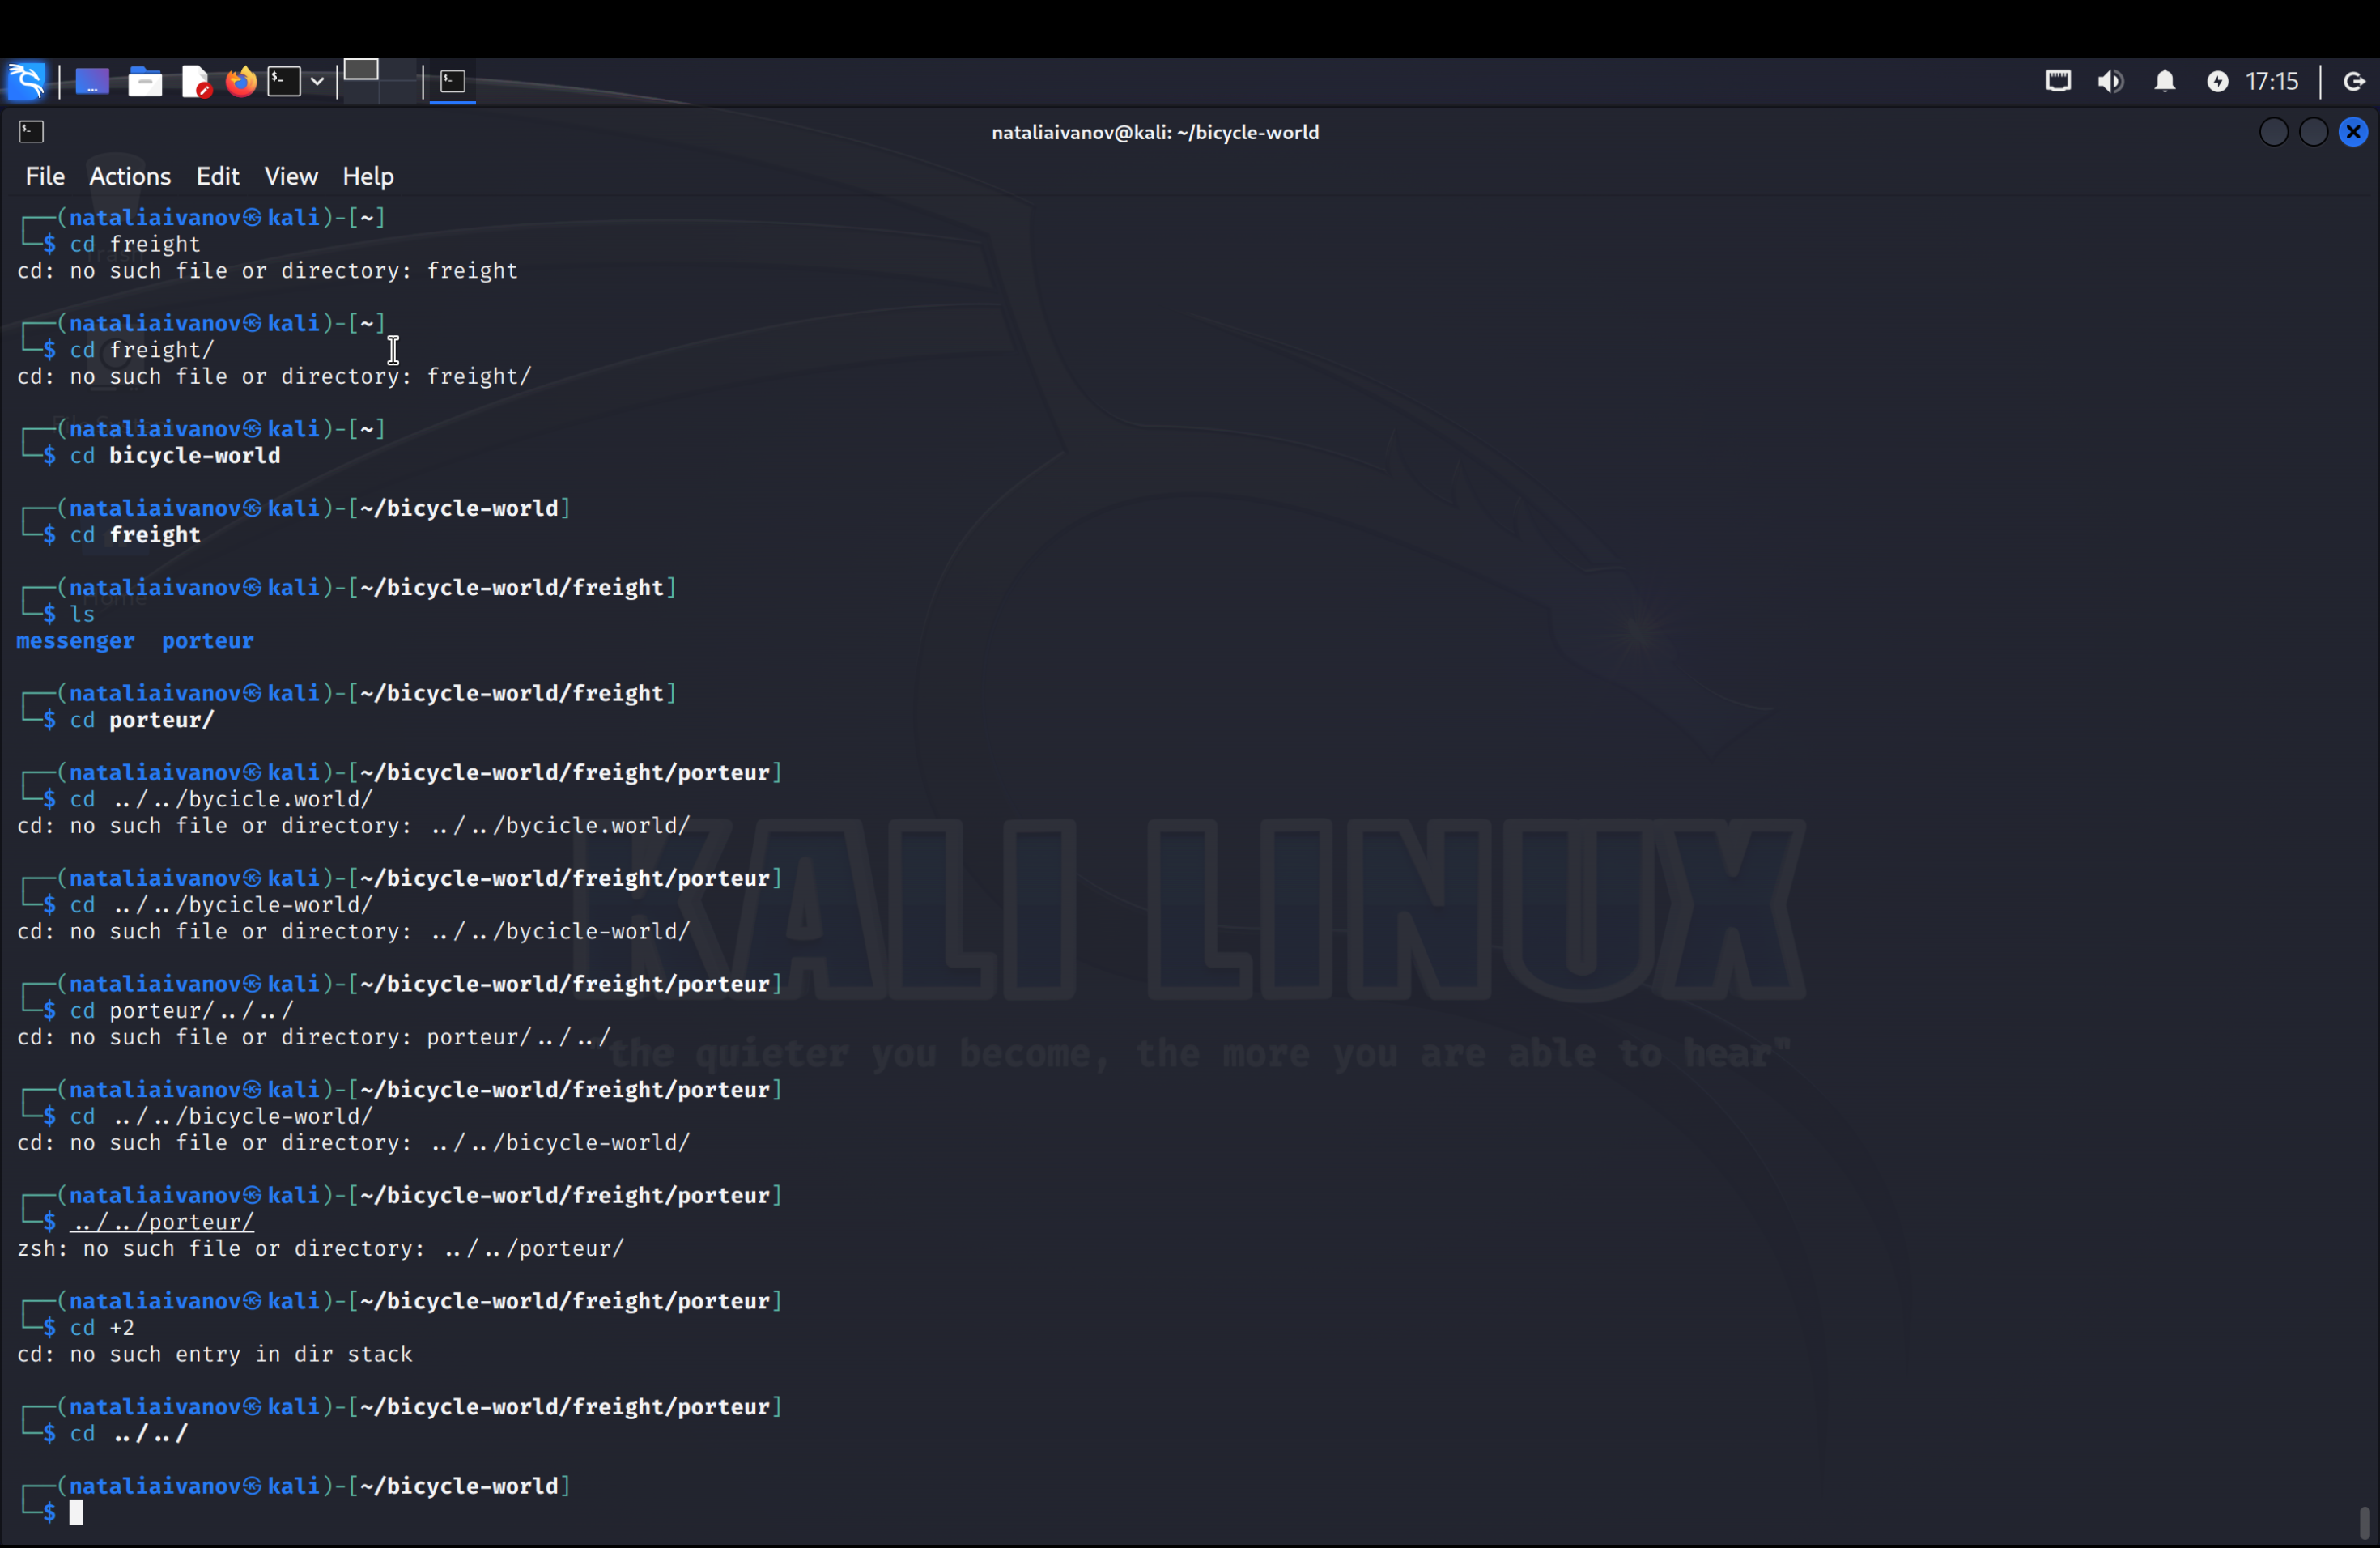 17:15
nataliaivanov@kali: ~/bicycle-world
File Actions Edit View Help
┌──(nataliaivanov㉿kali)-[~]
└─$ cd freight
cd: no such file or directory: freight
┌──(nataliaivanov㉿kali)-[~]
└─$ cd freight/
cd: no such file or directory: freight/
┌──(nataliaivanov㉿kali)-[~]
└─$ cd bicycle-world
┌──(nataliaivanov㉿kali)-[~/bicycle-world]
└─$ cd freight
┌──(nataliaivanov㉿kali)-[~/bicycle-world/freight]
└─$ ls
messenger porteur
┌──(nataliaivanov㉿kali)-[~/bicycle-world/freight]
└─$ cd porteur/
┌──(nataliaivanov㉿kali)-[~/bicycle-world/freight/porteur]
└─$ cd ../../bycicle.world/
cd: no such file or directory: ../../bycicle.world/
┌──(nataliaivanov㉿kali)-[~/bicycle-world/freight/porteur]
└─$ cd ../../bycicle-world/
cd: no such file or directory: ../../bycicle-world/
┌──(nataliaivanov㉿kali)-[~/bicycle-world/freight/porteur]
└─$ cd porteur/../../
cd: no such file or directory: porteur/../../
┌──(nataliaivanov㉿kali)-[~/bicycle-world/freight/porteur]
└─$ cd ../../bicycle-world/
cd: no such file or directory: ../../bicycle-world/
┌──(nataliaivanov㉿kali)-[~/bicycle-world/freight/porteur]
└─$ ../../porteur/
zsh: no such file or directory: ../../porteur/
┌──(nataliaivanov㉿kali)-[~/bicycle-world/freight/porteur]
└─$ cd +2
cd: no such entry in dir stack
┌──(nataliaivanov㉿kali)-[~/bicycle-world/freight/porteur]
└─$ cd ../../
┌──(nataliaivanov㉿kali)-[~/bicycle-world]
└─$
KALI LINUX
the quieter you become, the more you are able to hear"
Trash
Home